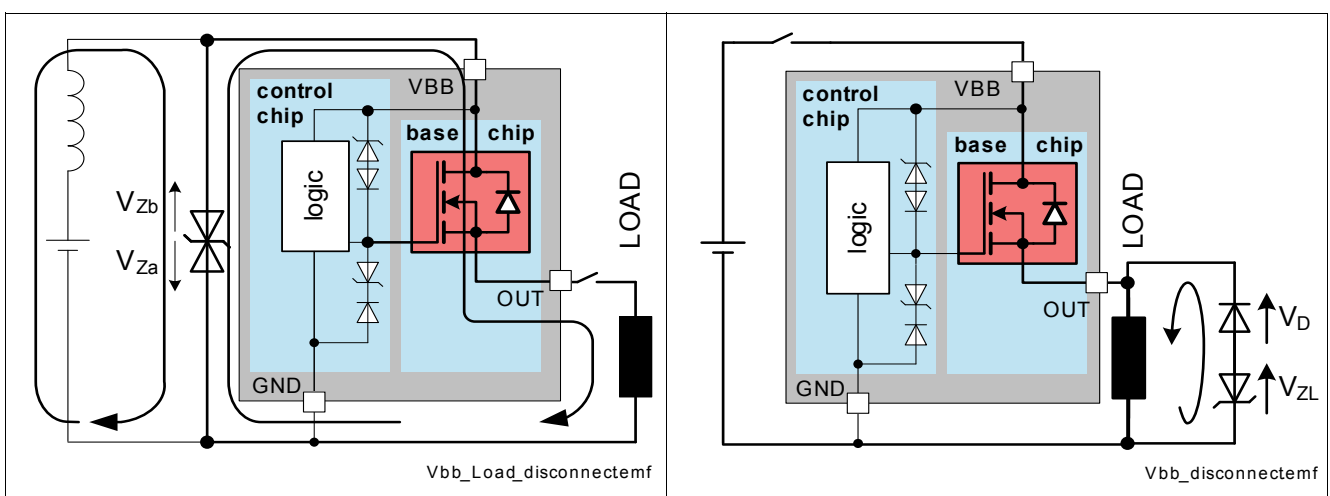 VBB
control
chip
base chip
logic
LOAD
VZb
VZa
OUT
GND
Vbb_Load_disconnectemf
VBB
control
chip
base chip
logic
LOAD
OUT
VD
VZL
GND
Vbb_disconnectemf